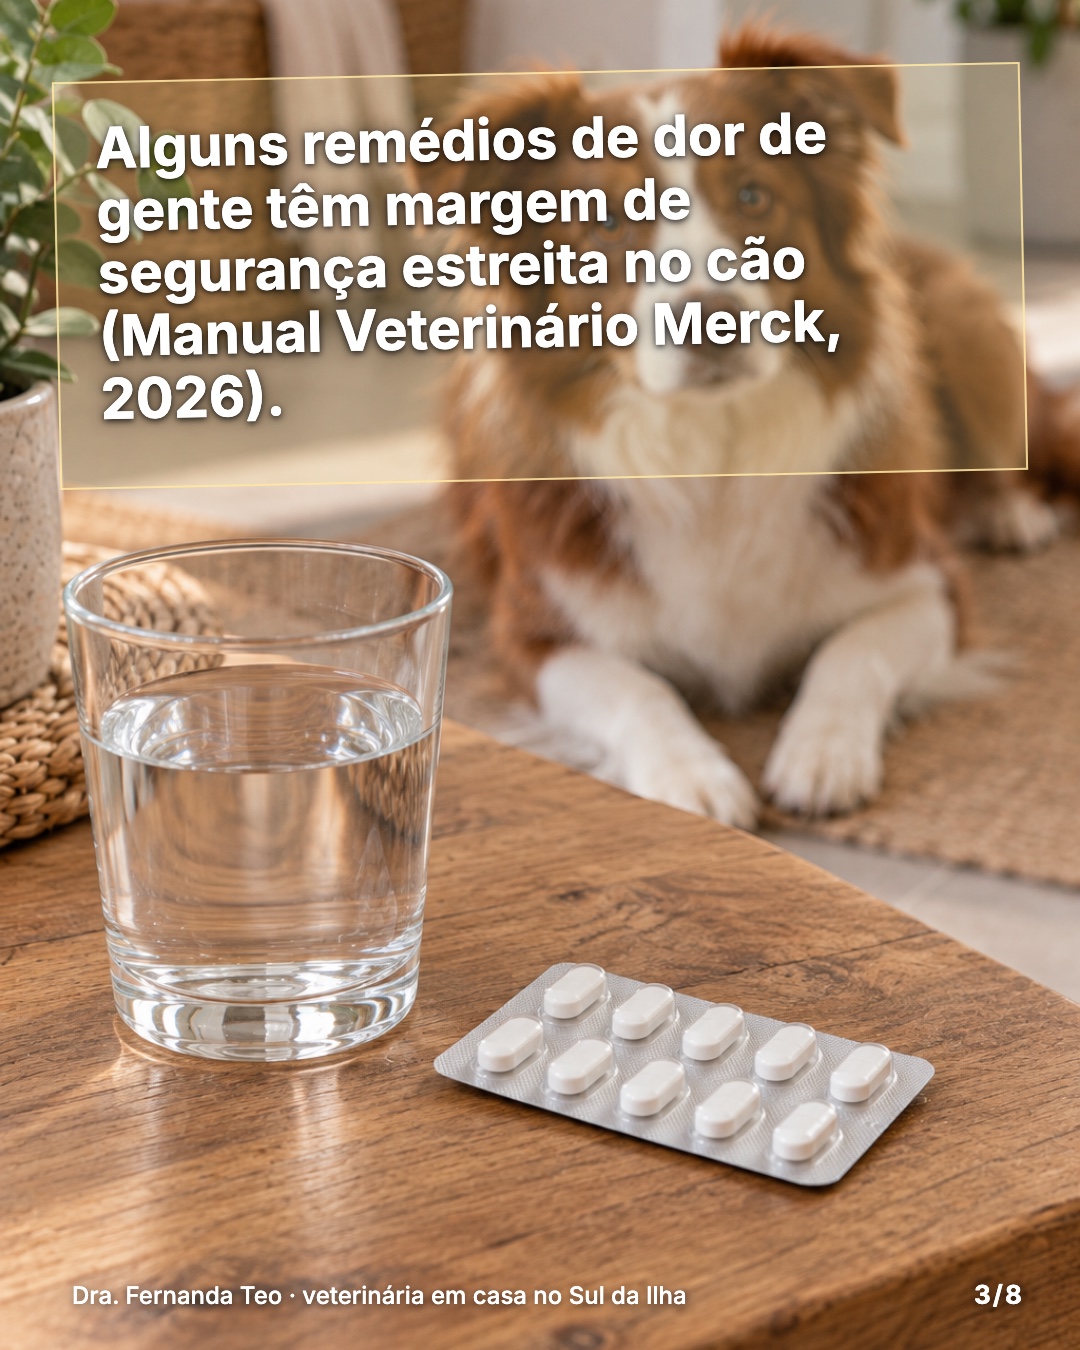 Alguns remédios de dor de
gente têm margem de
segurança estreita no cão
(Manual Veterinário Merck,
2026).
Dra. Fernanda Teo · veterinária em casa no Sul da Ilha
3/8